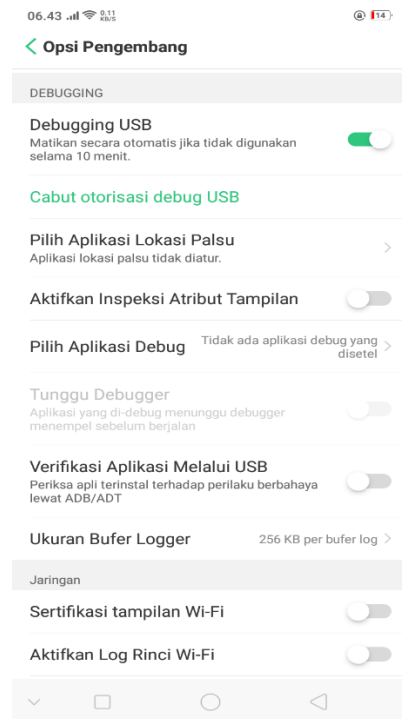 06.43 0.11 KB/S 14
Opsi Pengembang
DEBUGGING
Debugging USB
Matikan secara otomatis jika tidak digunakan
selama 10 menit.
Cabut otorisasi debug USB
Pilih Aplikasi Lokasi Palsu
Aplikasi lokasi palsu tidak diatur.
Aktifkan Inspeksi Atribut Tampilan
Pilih Aplikasi Debug Tidak ada aplikasi debug yang
disetel
Tunggu Debugger
Aplikasi yang di-debug menunggu debugger
menempel sebelum berjalan
Verifikasi Aplikasi Melalui USB
Periksa apli terinstal terhadap perilaku berbahaya
lewat ADB/ADT
Ukuran Bufer Logger 256 KB per bufer log
Jaringan
Sertifikasi tampilan Wi-Fi
Aktifkan Log Rinci Wi-Fi